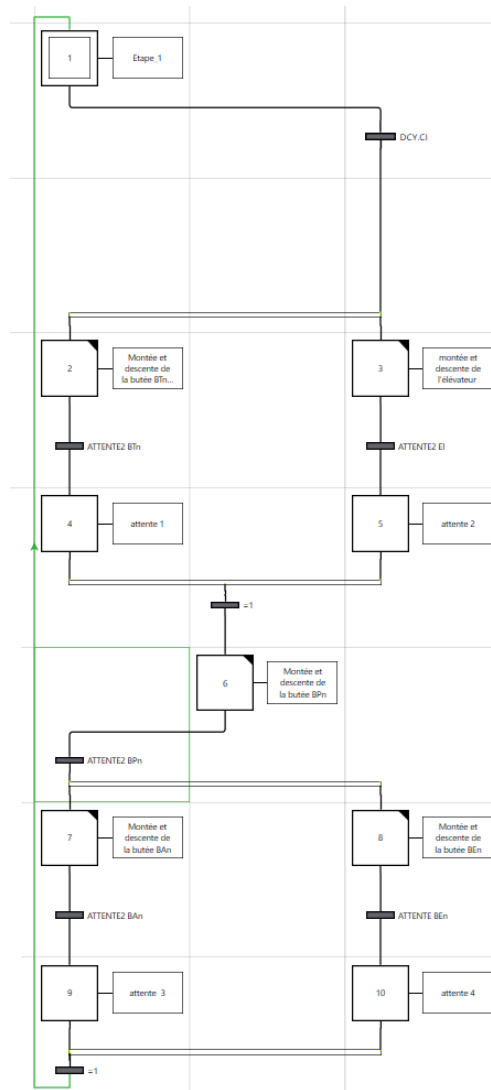 1
Etape_1
DCY.CI
2
Montée et
descente de
la butée BTn...
3
montée et
descente de
l'élévateur
ATTENTE2 BTn
ATTENTE2 El
4
attente 1
5
attente 2
=1
6
Montée et
descente de
la butée BPn
ATTENTE2 BPn
7
Montée et
descente de
la butée BAn
8
Montée et
descente de
la butée BEn
ATTENTE2 BAn
ATTENTE BEn
9
attente 3
10
attente 4
=1